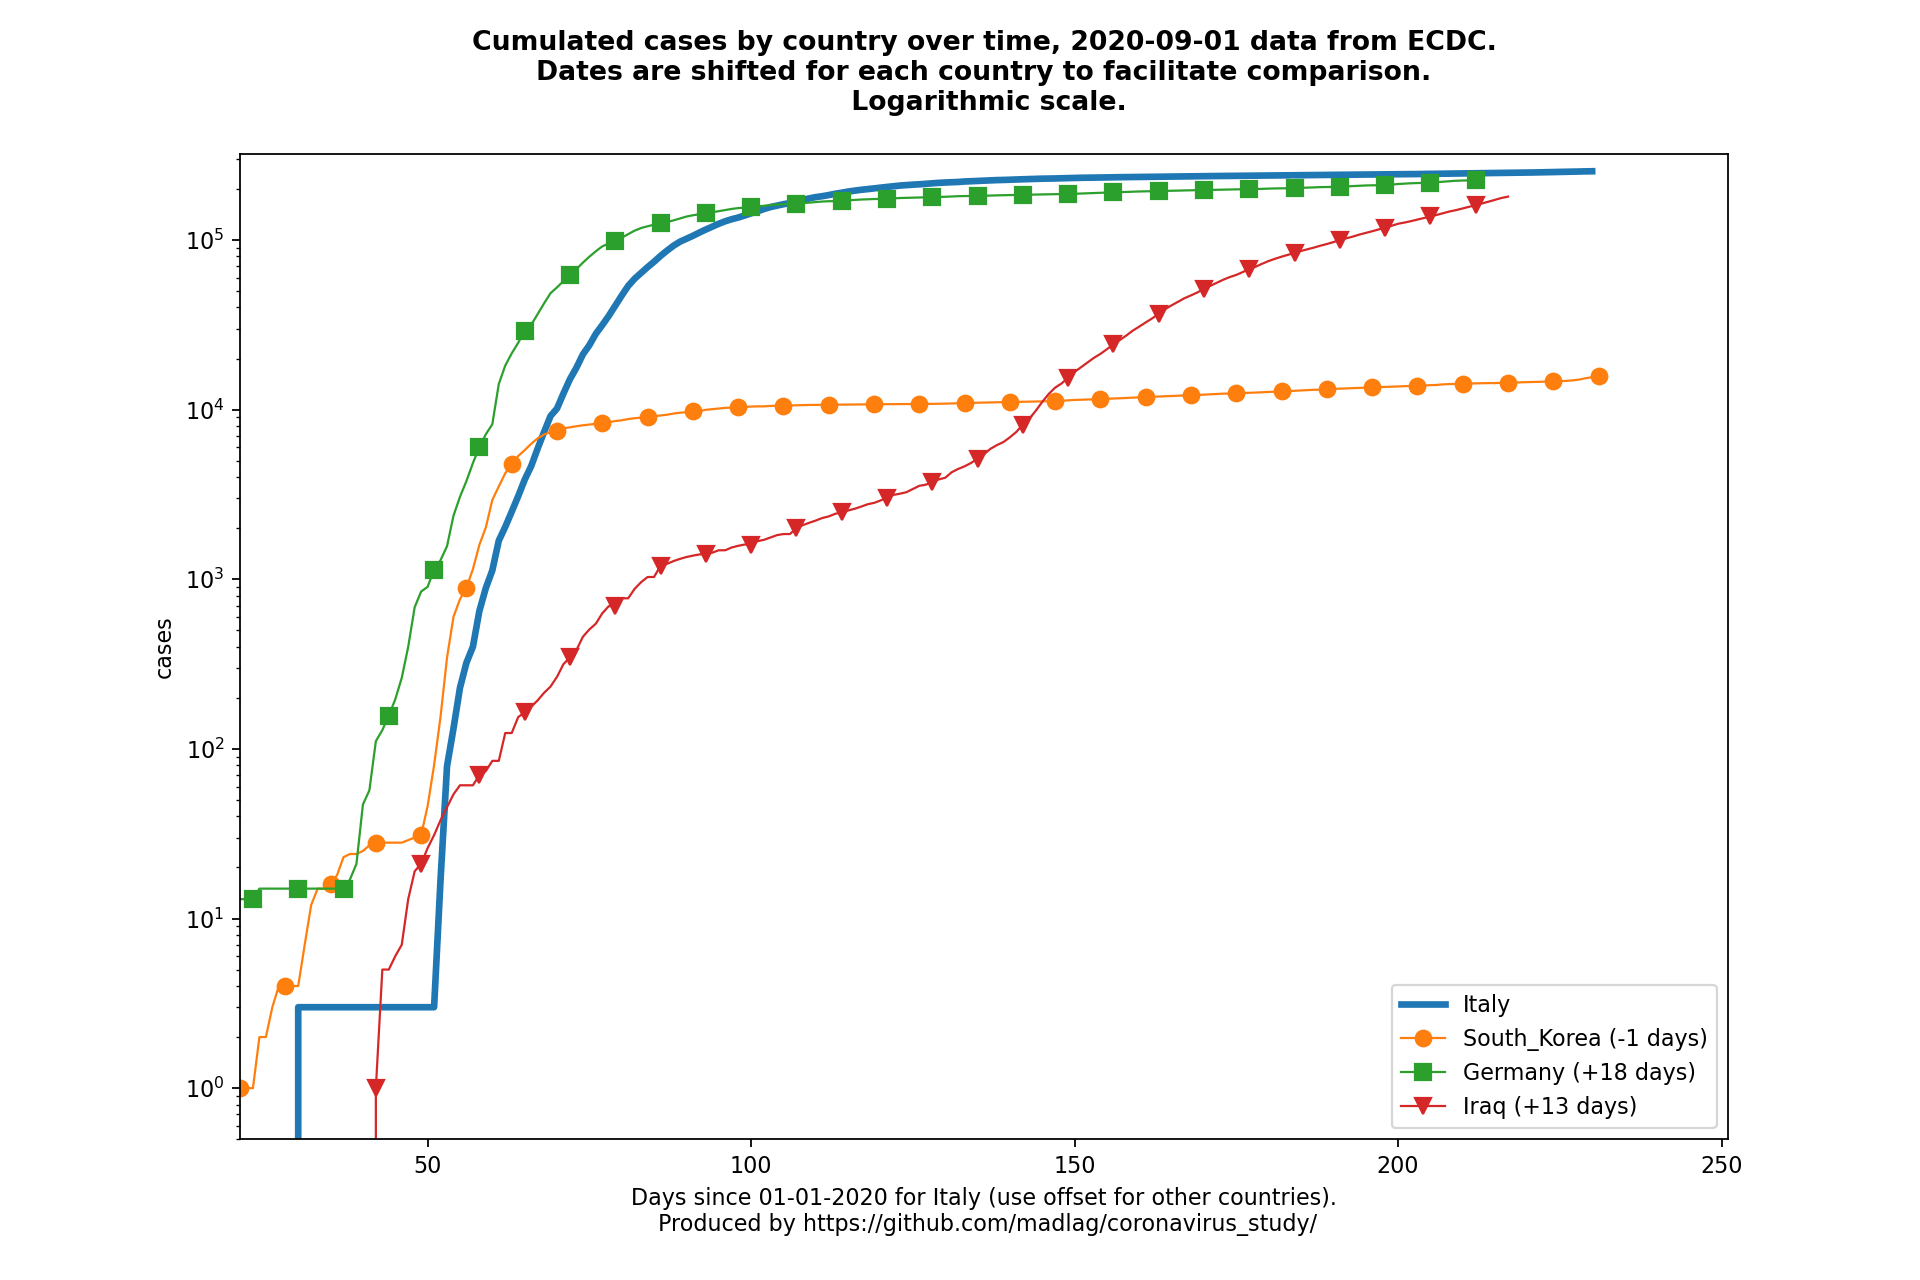 Cumulated cases by country over time, 2020-09-01 data from ECDC.
Dates are shifted for each country to facilitate comparison.
Logarithmic scale.
10^5
10^4
10^3
10^2
10^1
10^0
cases
50 100 150 200 250
Italy
South_Korea (-1 days)
Germany (+18 days)
Iraq (+13 days)
Days since 01-01-2020 for Italy (use offset for other countries).
Produced by https://github.com/madlag/coronavirus_study/